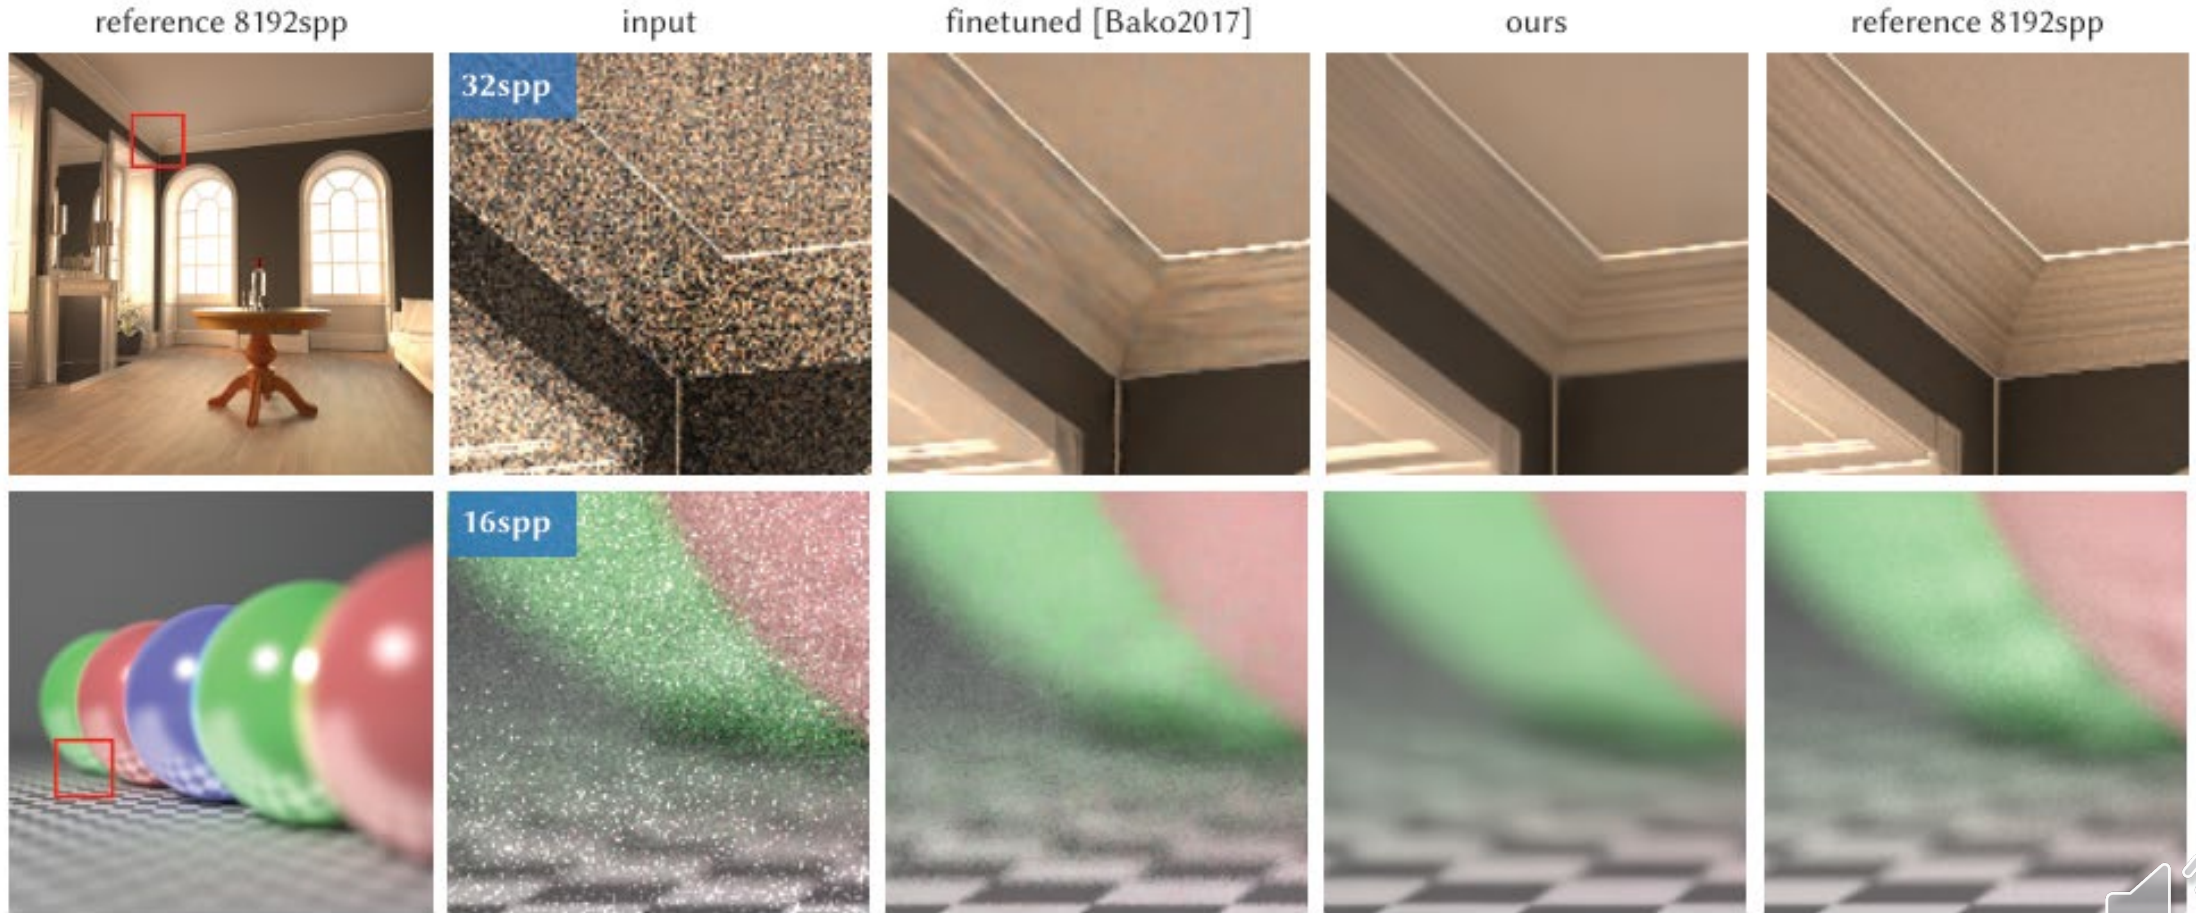 reference 8192spp
input
finetuned [Bako2017]
ours
reference 8192spp
32spp
16spp